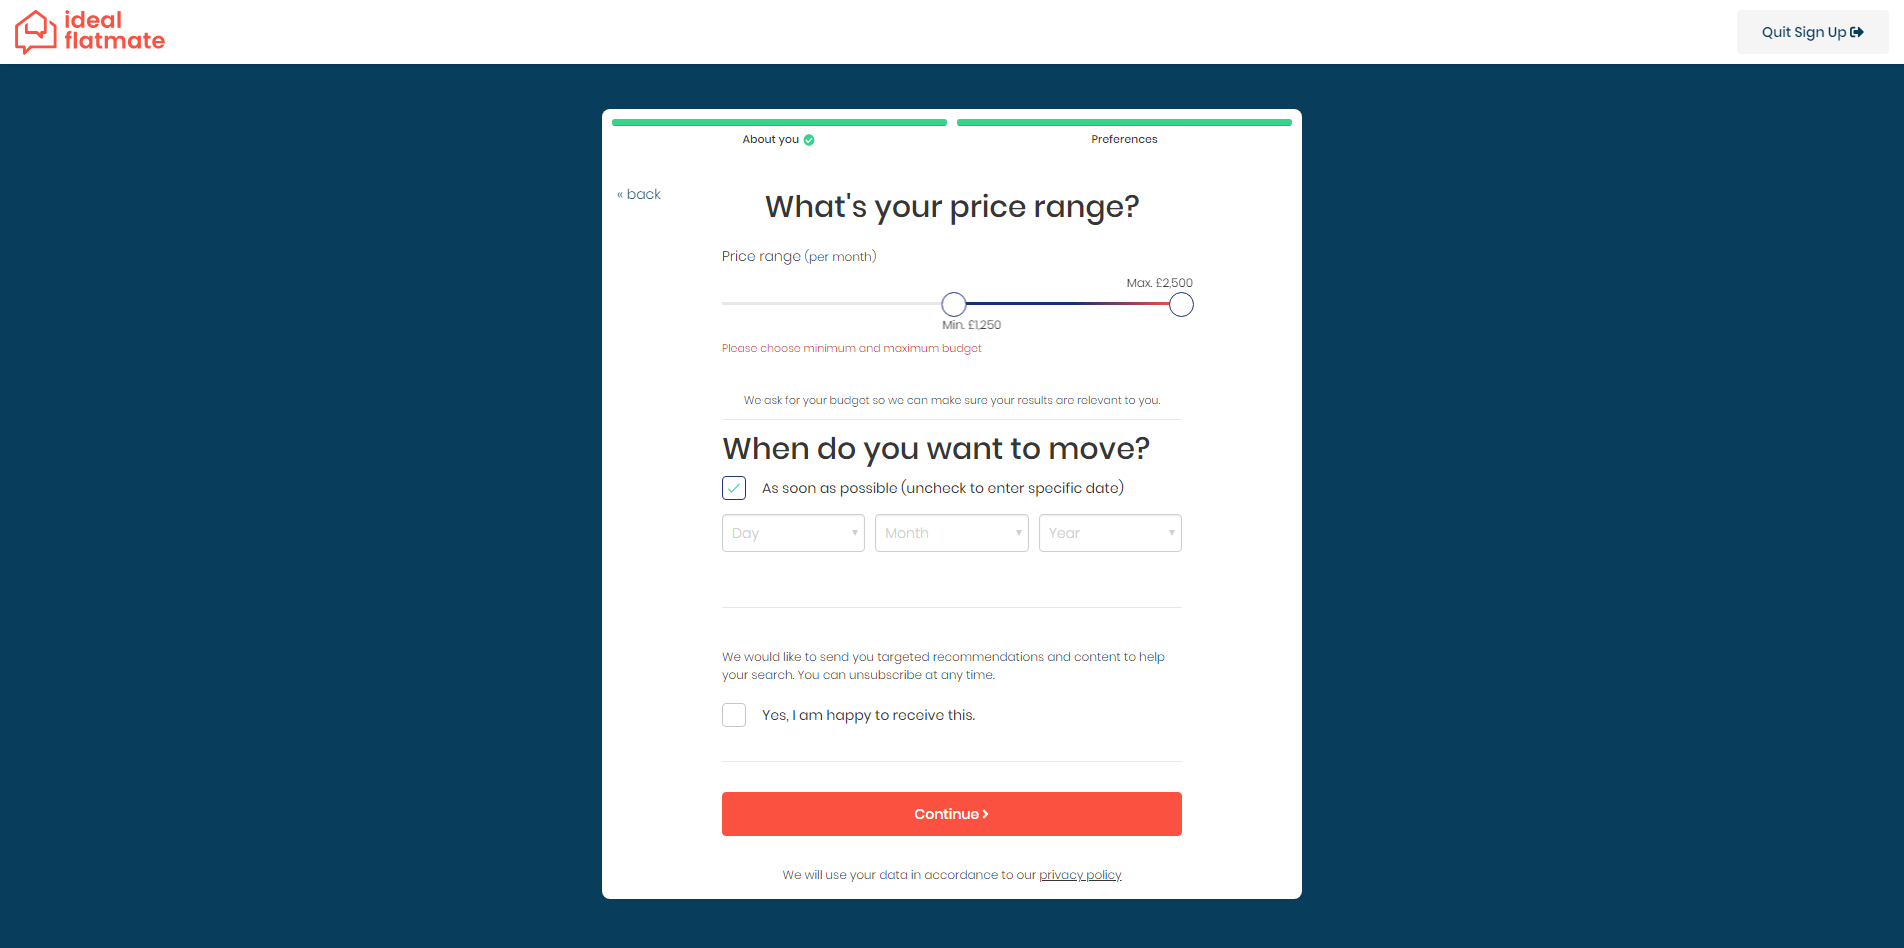 ideal
flatmate
Quit Sign Up
About you
Preferences
« back
What's your price range?
Price range (per month)
Max. £2,500
Min. £1,250
Please choose minimum and maximum budget
We ask for your budget so we can make sure your results are relevant to you.
When do you want to move?
As soon as possible (uncheck to enter specific date)
Day
Month
Year
We would like to send you targeted recommendations and content to help
your search. You can unsubscribe at any time.
Yes, I am happy to receive this.
Continue
We will use your data in accordance to our privacy policy